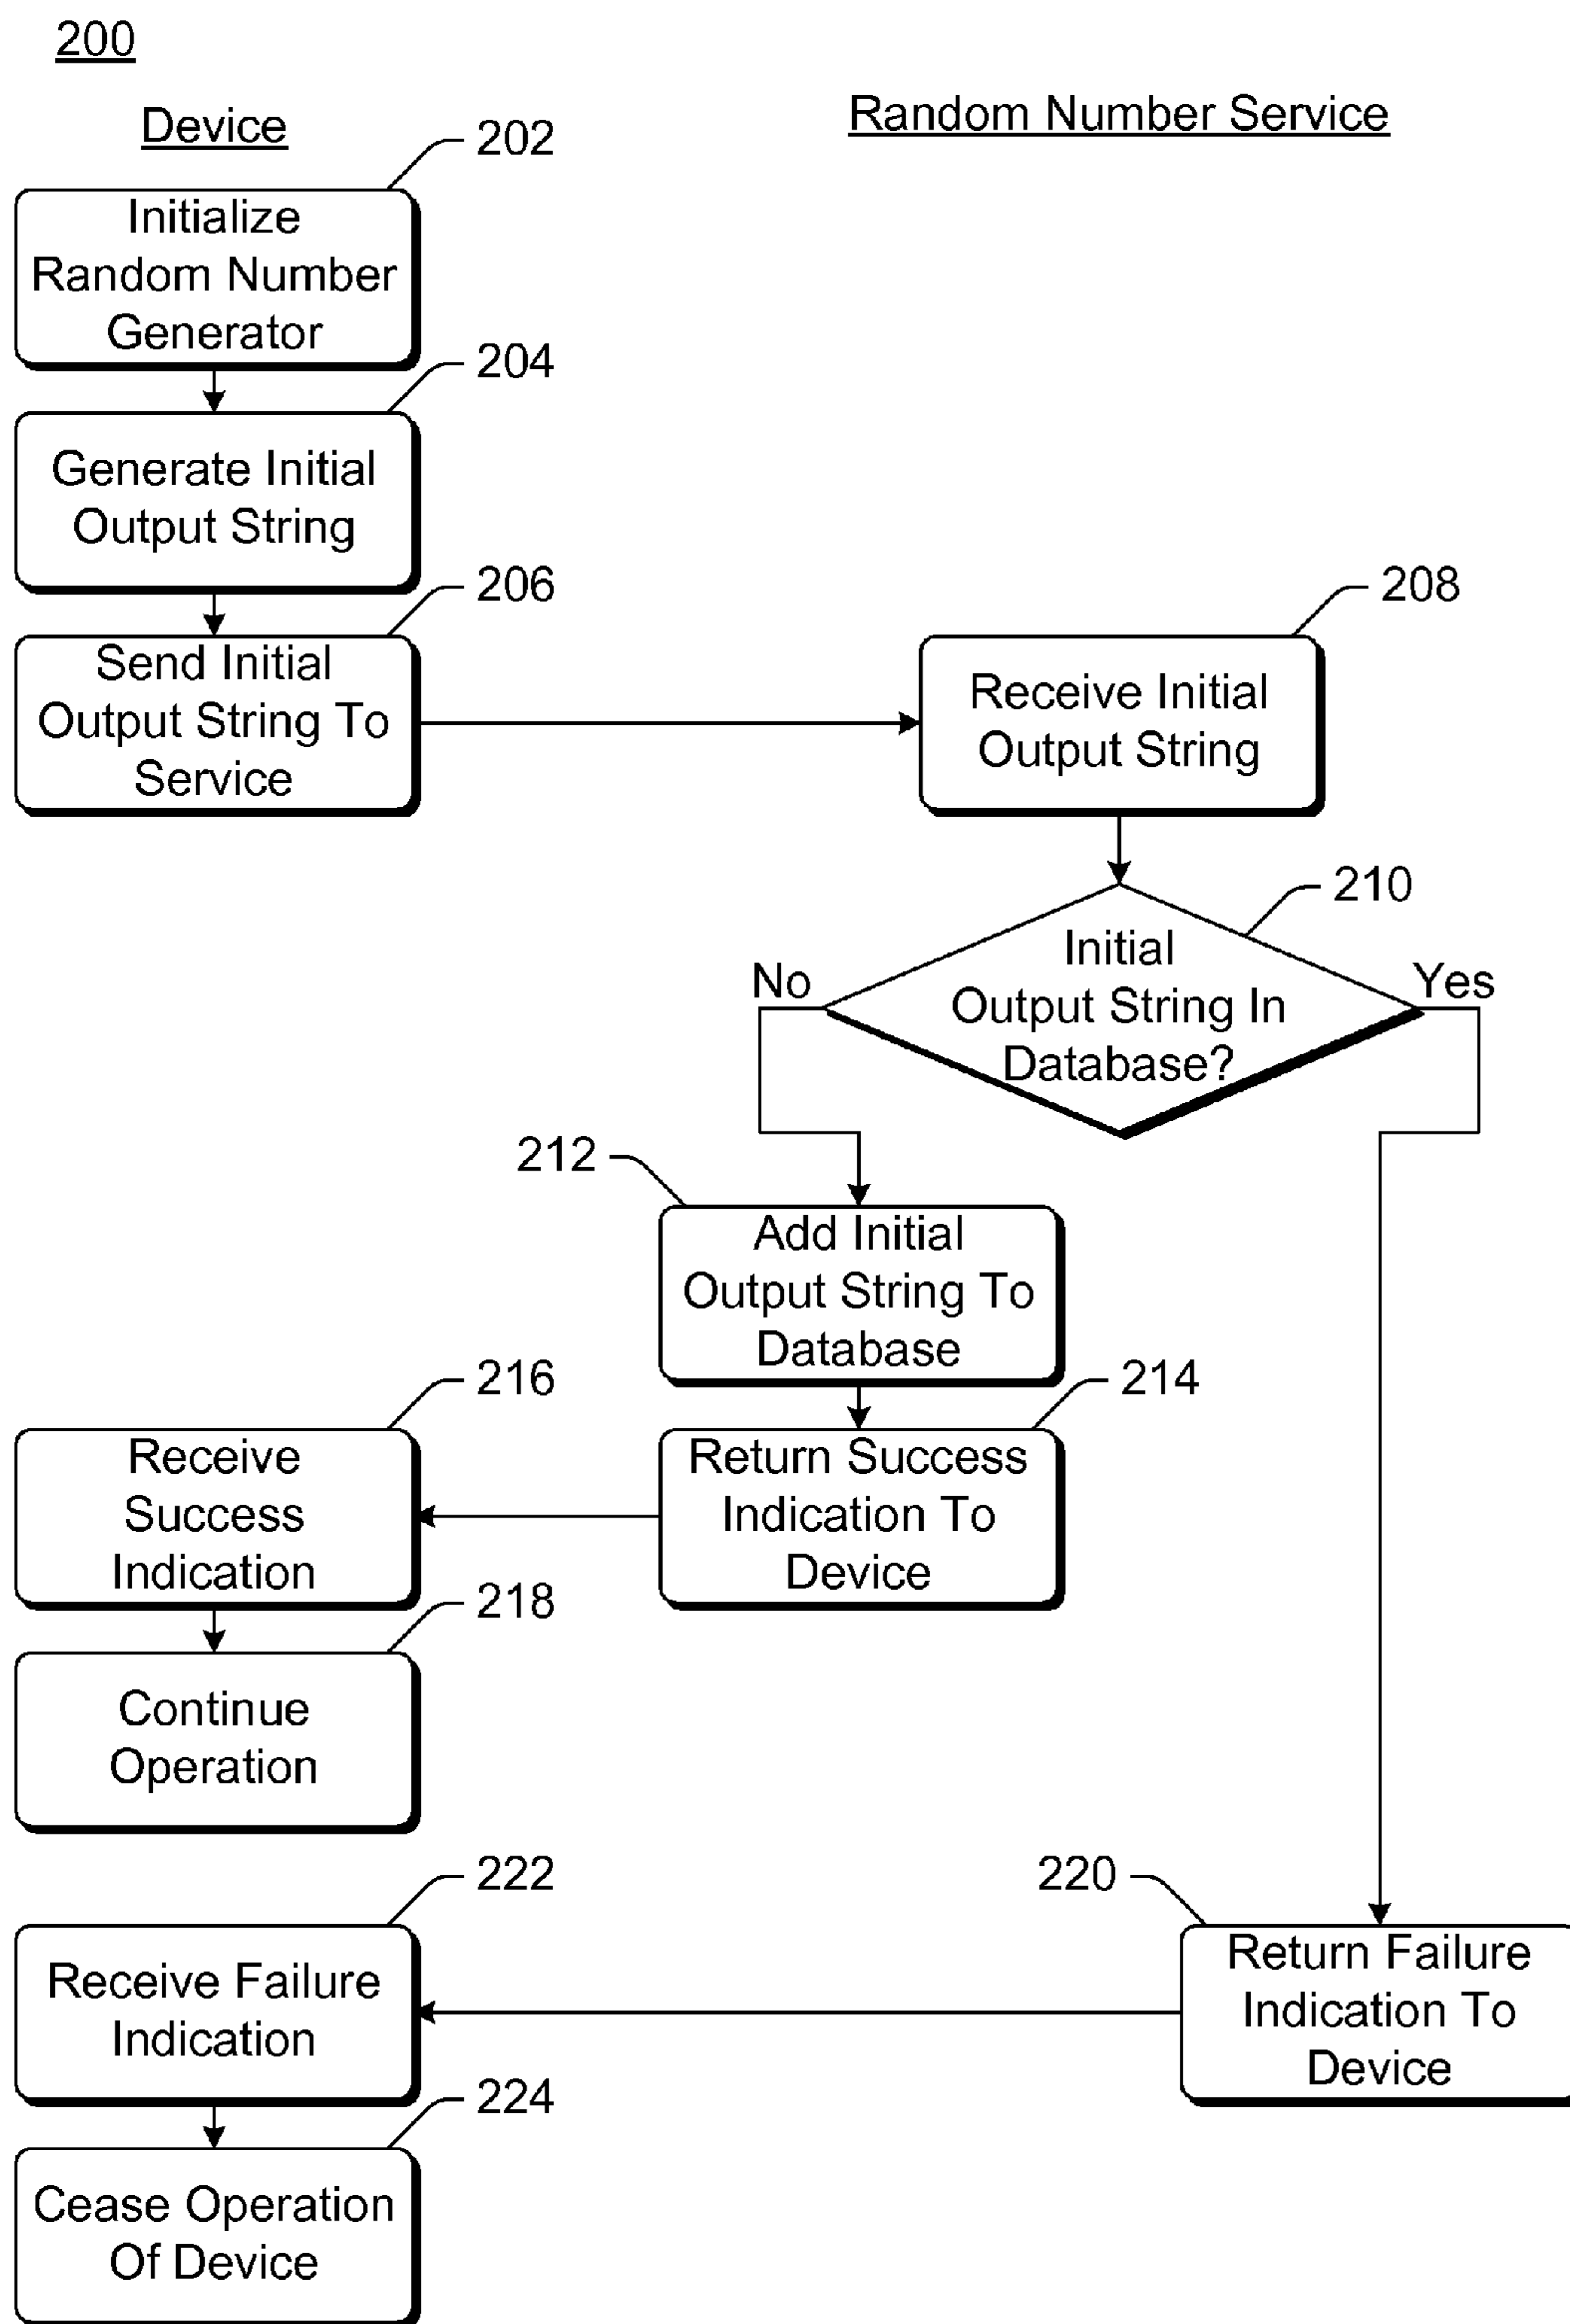 200
Device
Random Number Service
202
Initialize
Random Number
Generator
204
Generate Initial
Output String
206
Send Initial
Output String To
Service
208
Receive Initial
Output String
210
Initial
Output String In
Database?
No
Yes
212
Add Initial
Output String To
Database
214
Return Success
Indication To
Device
216
Receive
Success
Indication
218
Continue
Operation
220
Return Failure
Indication To
Device
222
Receive Failure
Indication
224
Cease Operation
Of Device